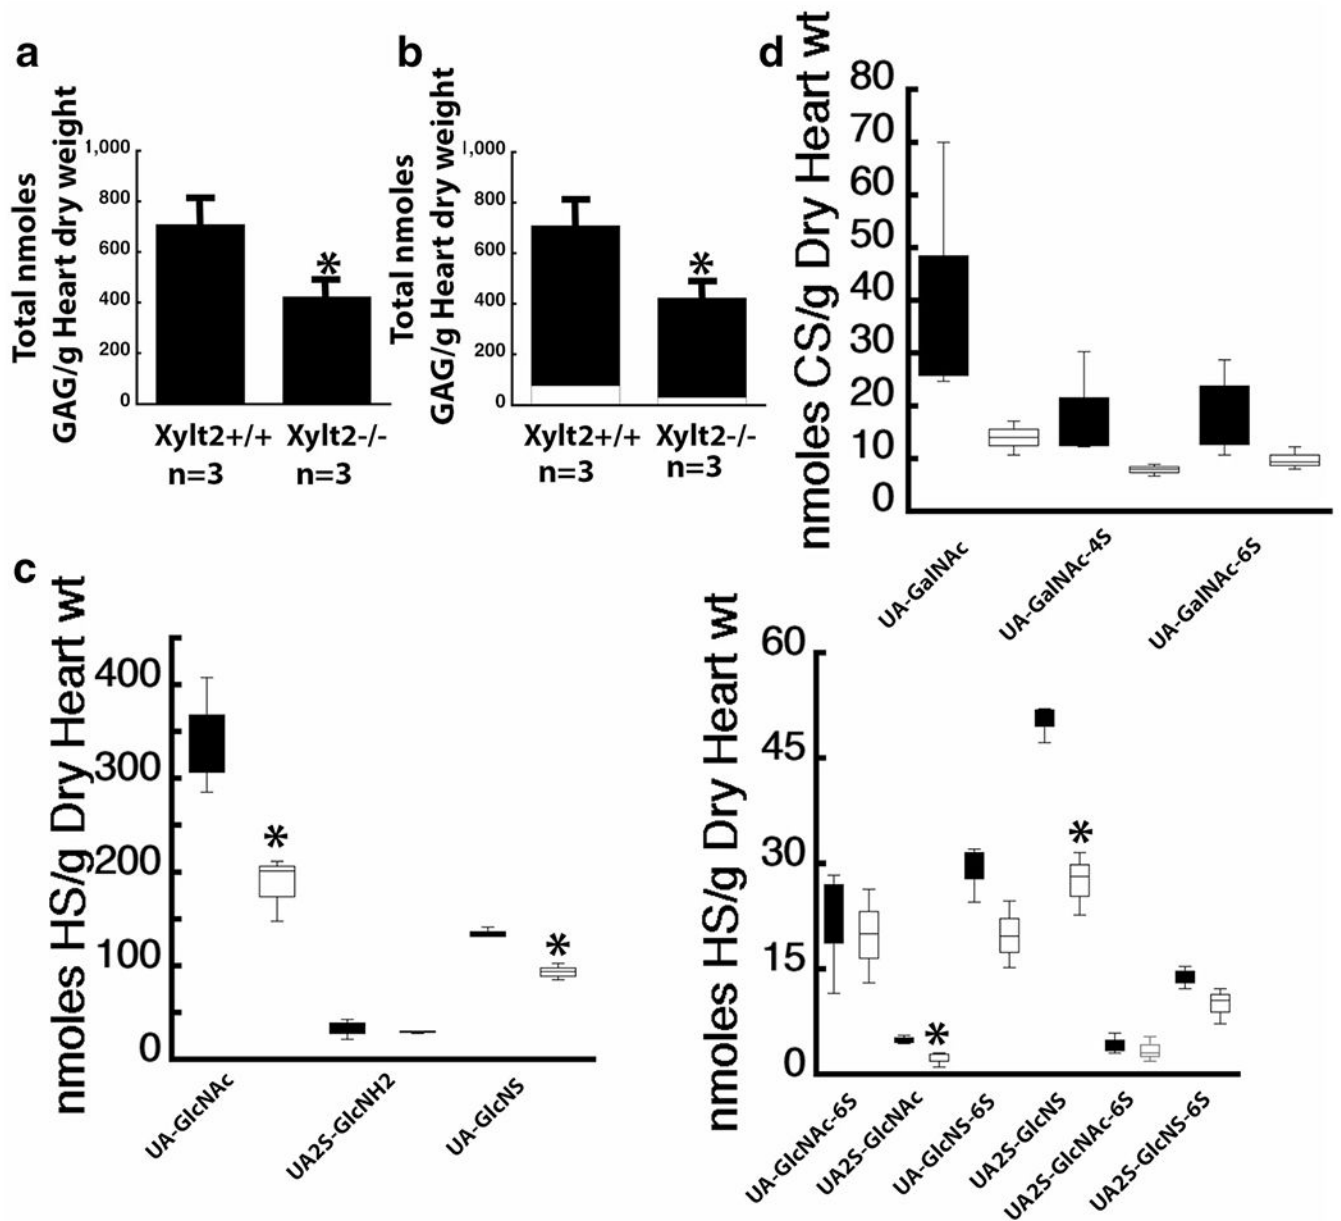 a
Total nmoles
GAG/g Heart dry weight
1,000
800
600
400
200
0
*
Xylt2+/+ Xylt2-/-
n=3 n=3
b
Total nmoles
GAG/g Heart dry weight
1,000
800
600
400
200
0
*
Xylt2+/+ Xylt2-/-
n=3 n=3
d
nmoles CS/g Dry Heart wt
80
70
60
50
40
30
20
10
0
UA-GalNAc
UA-GalNAc-4S
UA-GalNAc-6S
c
nmoles HS/g Dry Heart wt
400
300
200
100
0
*
*
UA-GlcNAc
UA2S-GlcNH2
UA-GlcNS
nmoles HS/g Dry Heart wt
60
45
30
15
0
*
*
UA-GlcNAc-6S
UA2S-GlcNAc
UA-GlcNS-6S
UA2S-GlcNS
UA2S-GlcNAc-6S
UA2S-GlcNS-6S